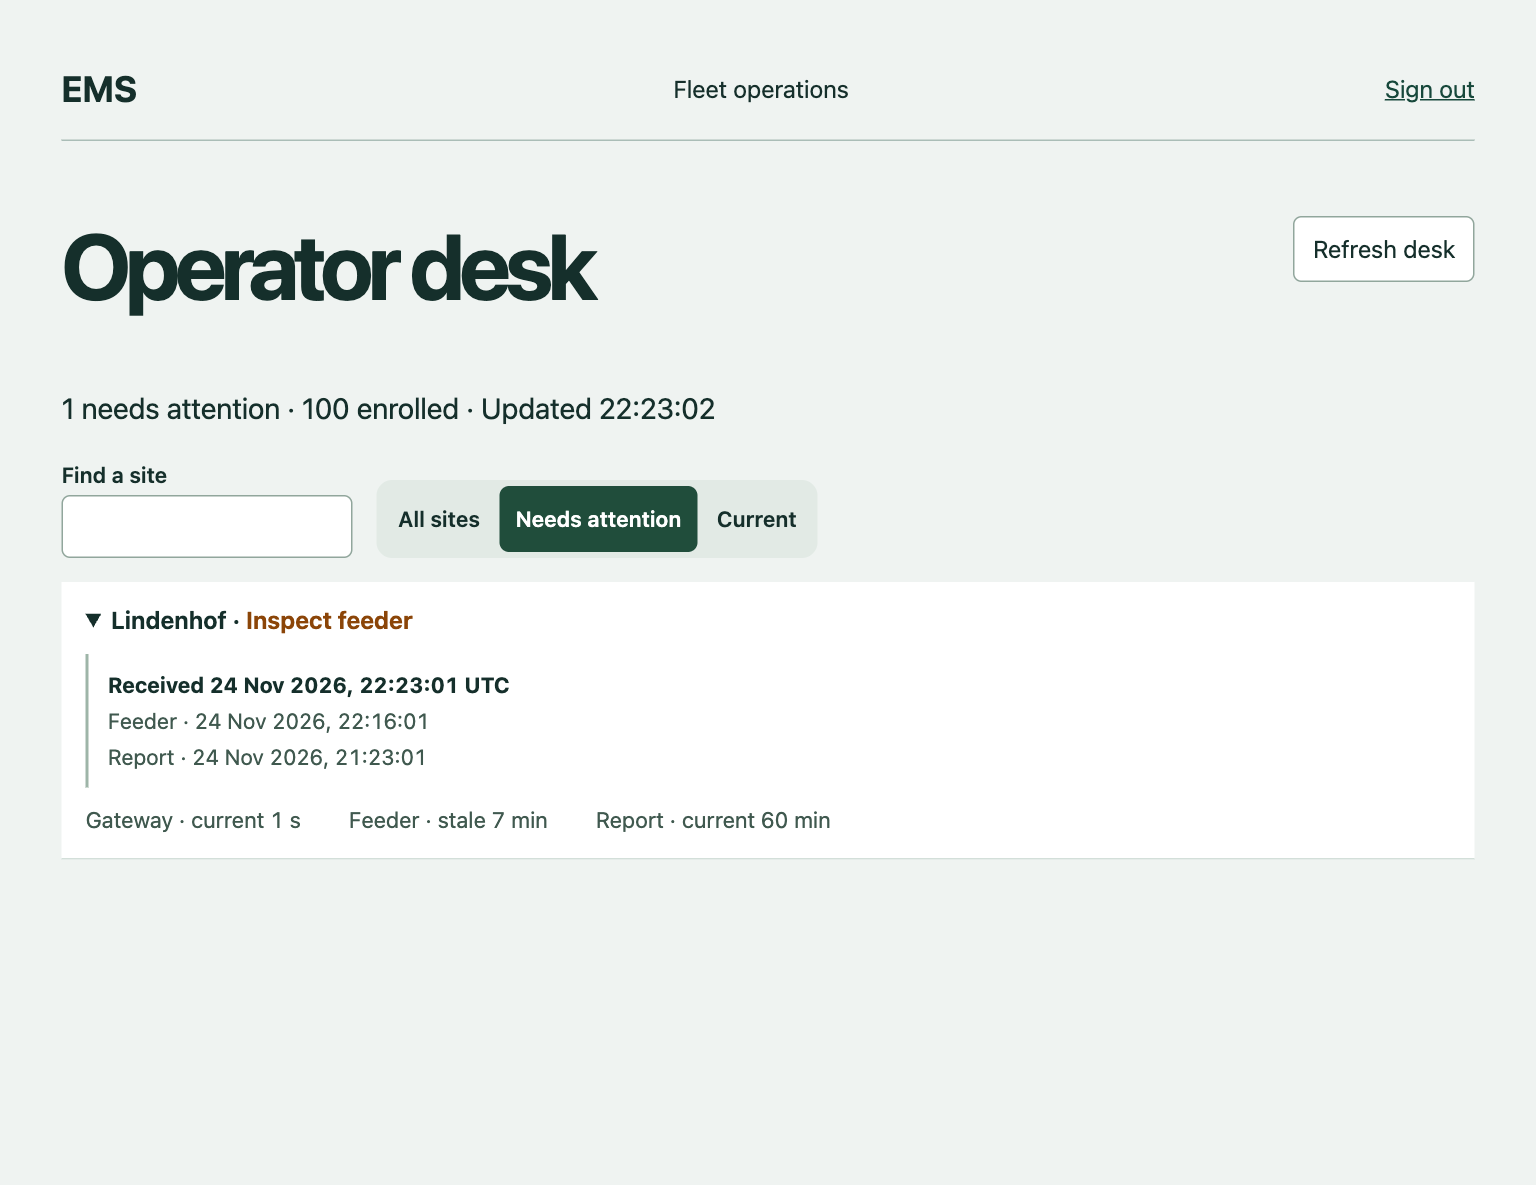 EMS
Fleet operations
Sign out
Operator desk
Refresh desk
1 needs attention · 100 enrolled · Updated 22:23:02
Find a site
All sites
Needs attention
Current
Lindenhof · Inspect feeder
Received 24 Nov 2026, 22:23:01 UTC
Feeder · 24 Nov 2026, 22:16:01
Report · 24 Nov 2026, 21:23:01
Gateway · current 1 s
Feeder · stale 7 min
Report · current 60 min